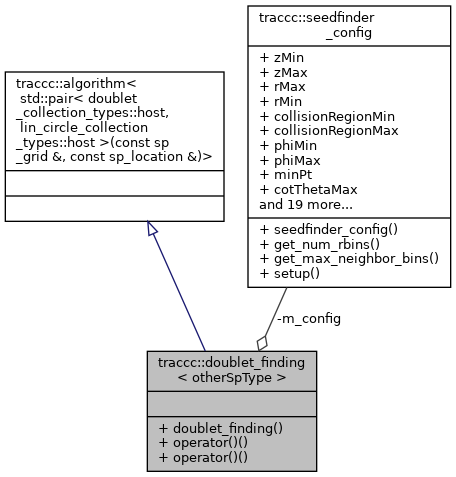 traccc::seedfinder
_config
+ zMin
+ zMax
+ rMax
+ rMin
+ collisionRegionMin
+ collisionRegionMax
+ phiMin
+ phiMax
+ minPt
+ cotThetaMax
and 19 more...
+ seedfinder_config()
+ get_num_rbins()
+ get_max_neighbor_bins()
+ setup()
traccc::algorithm<
std::pair< doublet
_collection_types::host,
lin_circle_collection
_types::host >(const sp
_grid &, const sp_location &)>
-m_config
traccc::doublet_finding
< otherSpType >
+ doublet_finding()
+ operator()()
+ operator()()